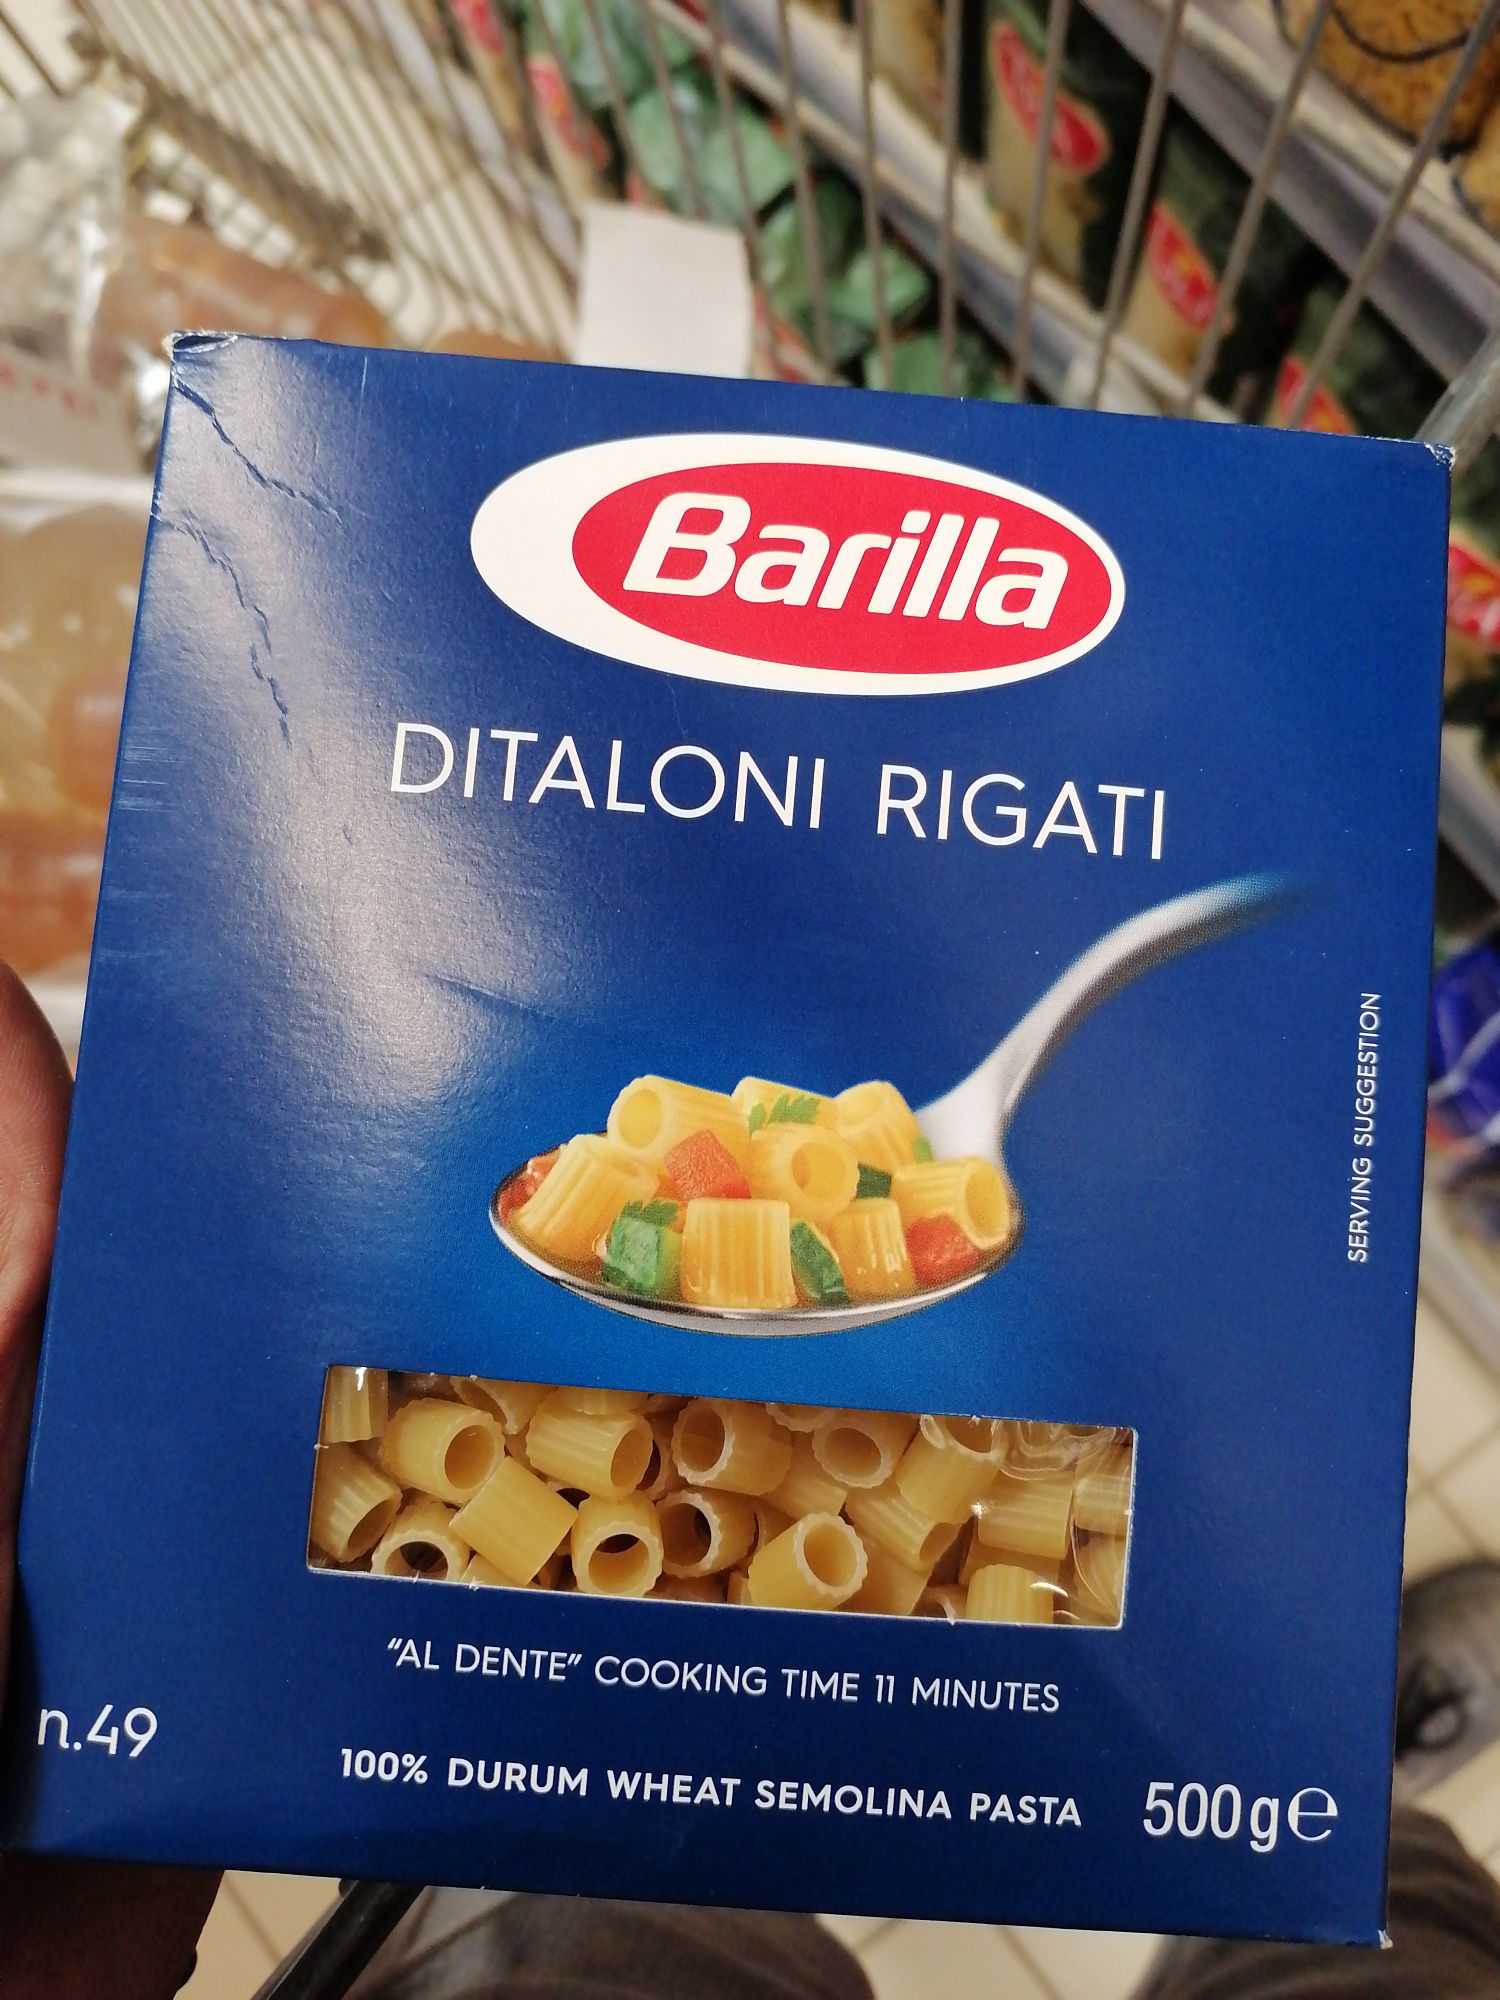 Barilla
DITALONI RIGATI
SERVING SUGGESTION
“AL DENTE” COOKING TIME 11 MINUTES
n.49
100% DURUM WHEAT SEMOLINA PASTA
500g℮